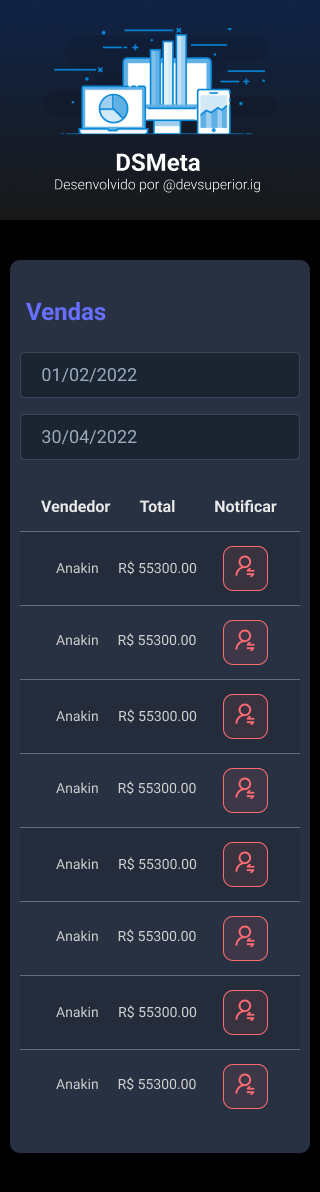 DSMeta
Desenvolvido por @devsuperior.ig
Vendas
01/02/2022
30/04/2022
Vendedor Total Notificar
Anakin R$ 55300.00
Anakin R$ 55300.00
Anakin R$ 55300.00
Anakin R$ 55300.00
Anakin R$ 55300.00
Anakin R$ 55300.00
Anakin R$ 55300.00
Anakin R$ 55300.00